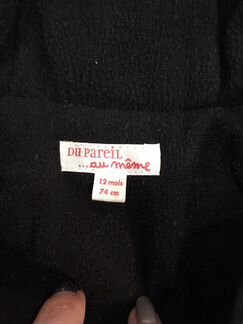 DU PAREIL
...au même
12 mois
74 cm